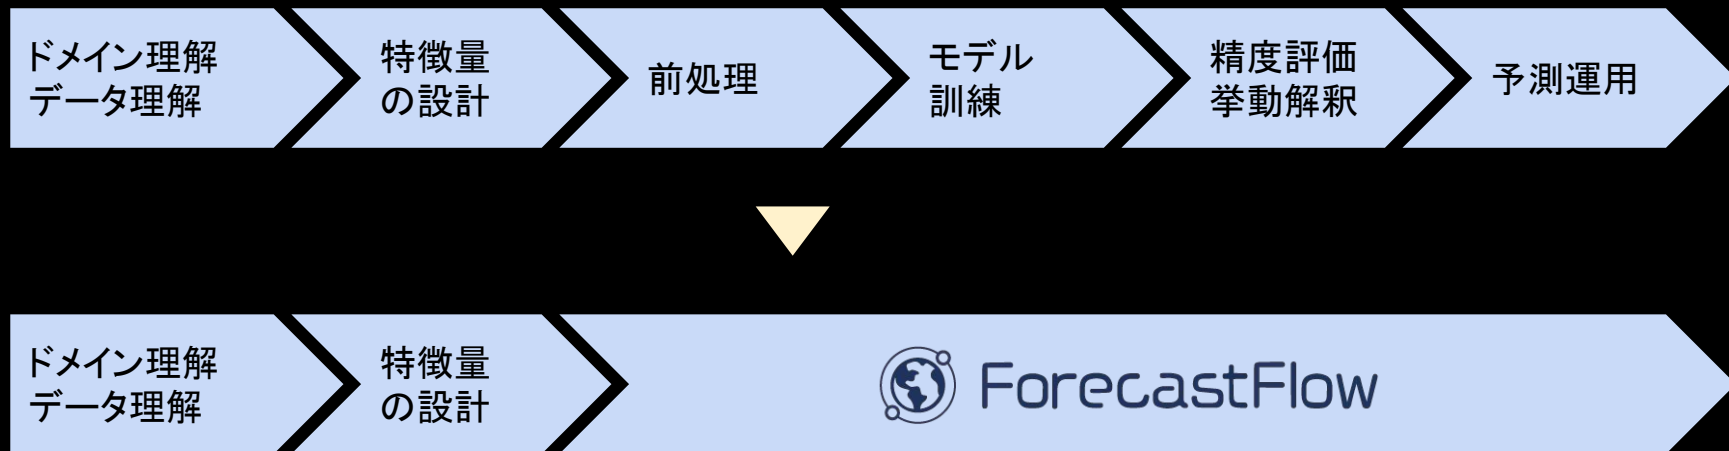 ドメイン理解
データ理解
特徴量
の設計
前処理
モデル
訓練
精度評価
挙動解釈
予測運用
ドメイン理解
データ理解
特徴量
の設計
ForecastFlow